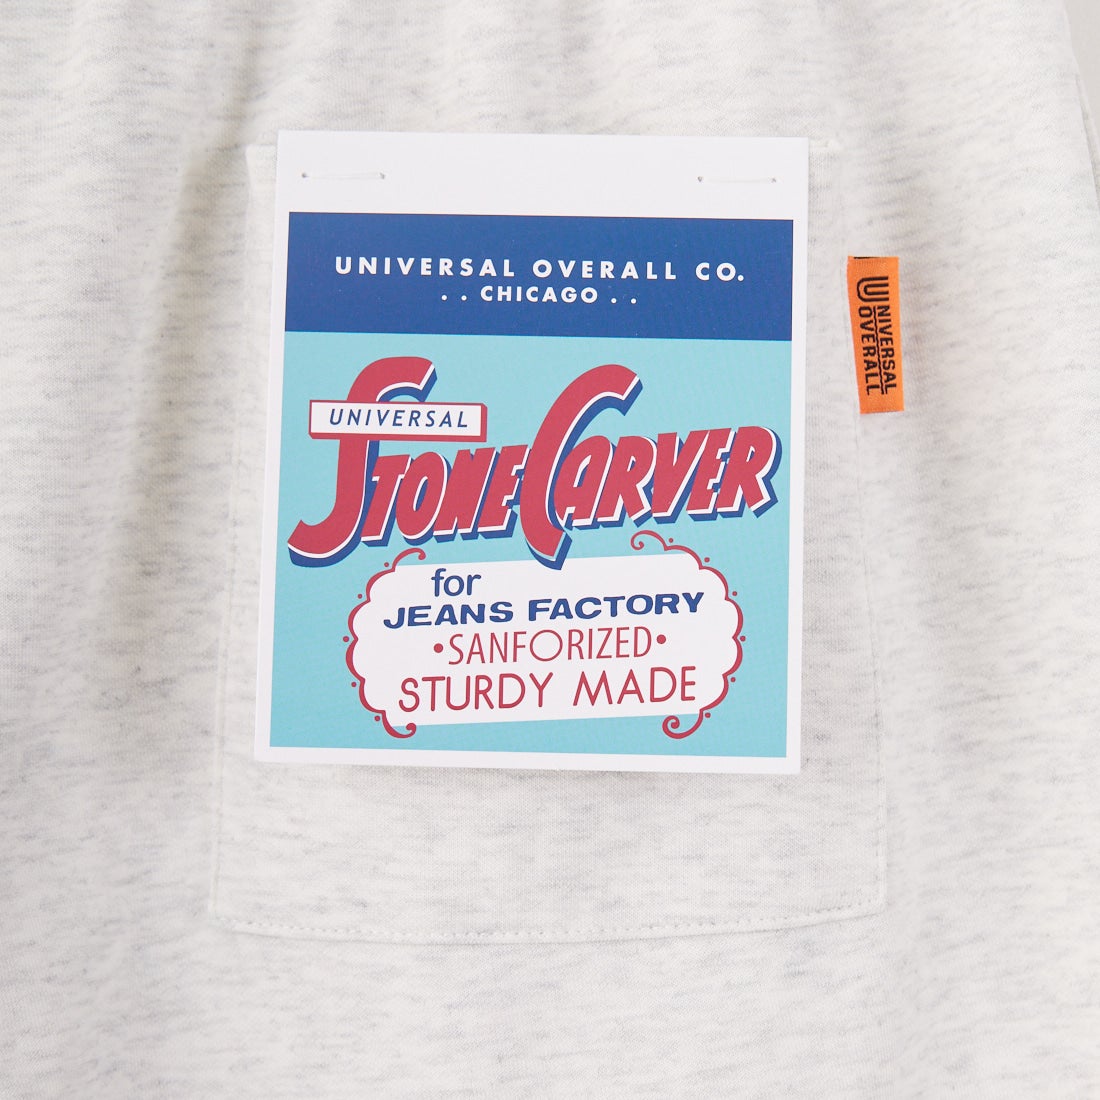 UNIVERSAL OVERALL CO.
. . CHICAGO . .
UNIVERSAL
STONE CARVER
for
JEANS FACTORY
•SANFORIZED•
STURDY MADE
UNIVERSAL
OVERALL